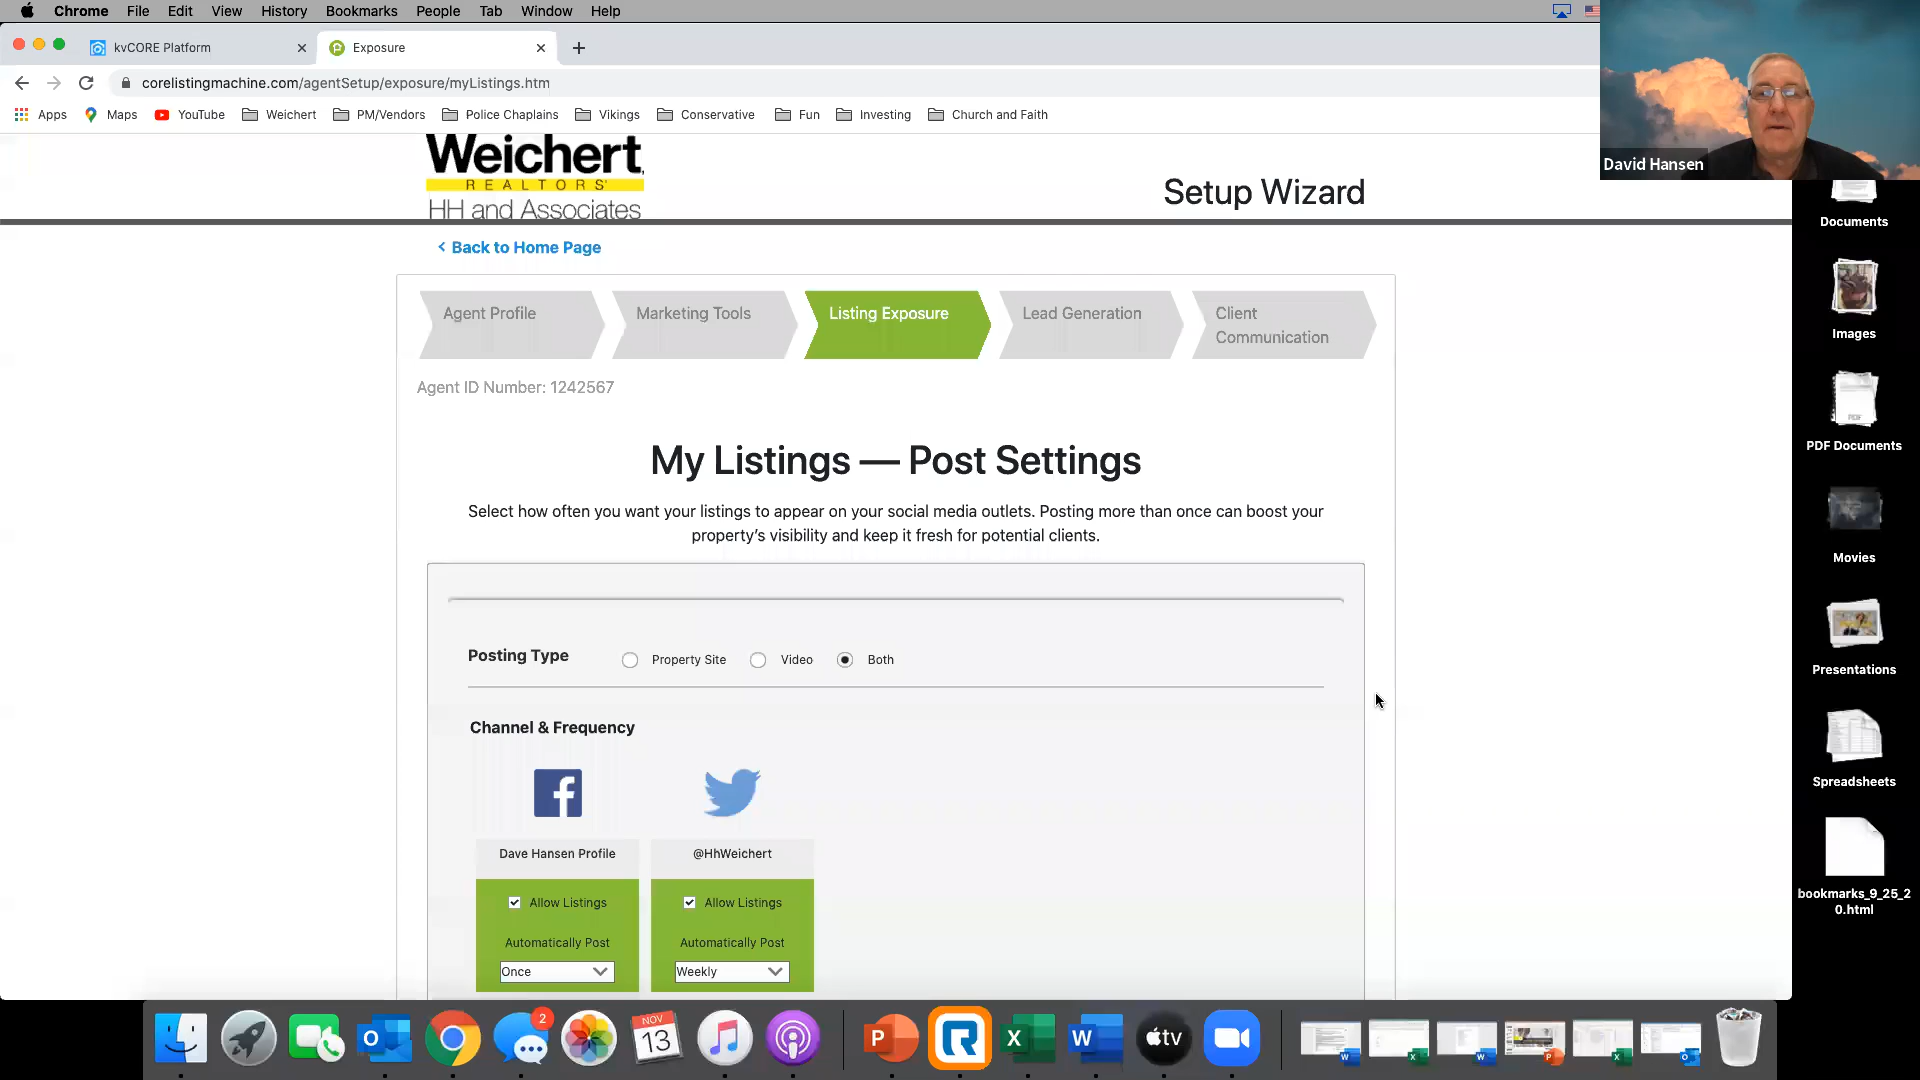 Chrome File Edit View History Bookmarks People Tab Window Help
kvCORE Platform
Exposure
corelistingmachine.com/agentSetup/exposure/myListings.htm
Apps Maps YouTube Weichert PM/Vendors Police Chaplains Vikings Conservative Fun Investing Church and Faith
David Hansen
Weichert
REALTORS
HH and Associates
Setup Wizard
Back to Home Page
Agent Profile
Marketing Tools
Listing Exposure
Lead Generation
Client
Communication
Agent ID Number: 1242567
My Listings — Post Settings
Select how often you want your listings to appear on your social media outlets. Posting more than once can boost your
property's visibility and keep it fresh for potential clients.
Posting Type Property Site Video Both
Channel & Frequency
Dave Hansen Profile
@HhWeichert
Allow Listings
Allow Listings
Automatically Post
Automatically Post
Once
Weekly
Documents
Images
PDF
PDF Documents
Movies
Presentations
Spreadsheets
bookmarks_9_25_2
0.html
2
NOV
13
tv